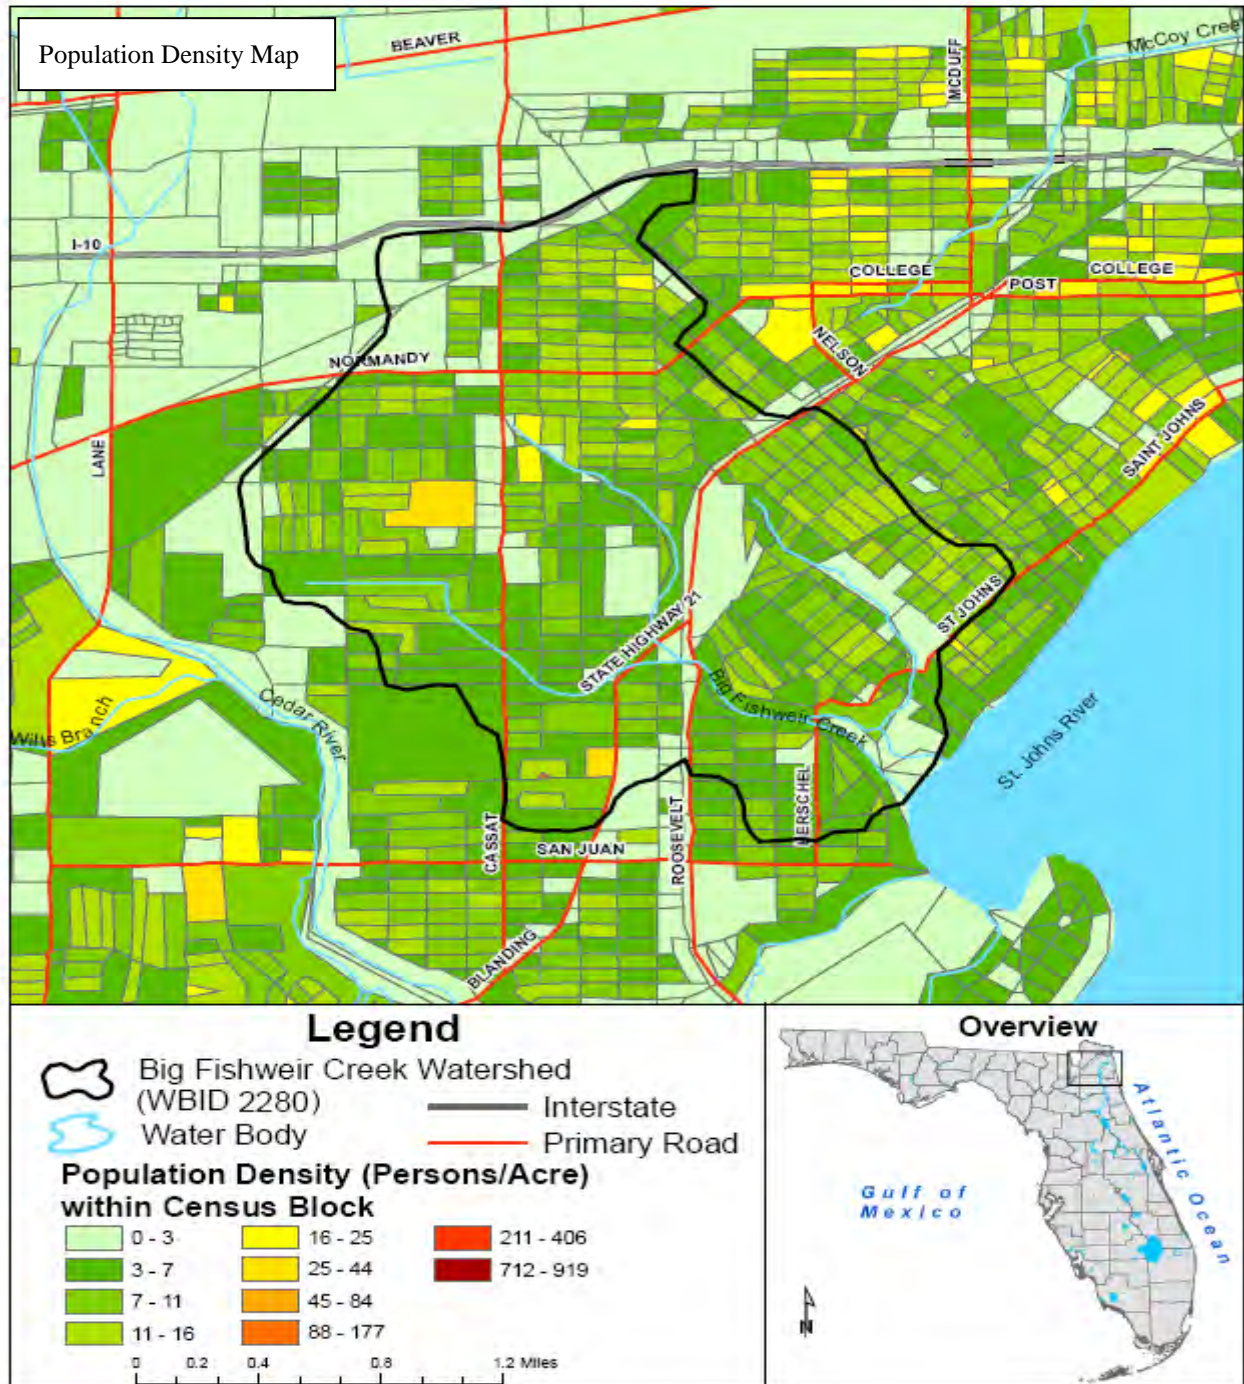 Population Density Map
BEAVER
MCDUFF
McCoy Cree
I-10
COLLEGE
COLLEGE
POST
NELSON
NORMANDY
LANE
SAINT JOHNS
ST JOHNS
STATE HIGHWAY 21
Big Fishweir Creek
Cedar River
Wills Branch
St. Johns River
HERSCHEL
ROOSEVELT
CASSAT
SAN JUAN
BLANDING
Legend
Big Fishweir Creek Watershed
(WBID 2280)
Water Body
Interstate
Primary Road
Population Density (Persons/Acre)
within Census Block
0 - 3
3 - 7
7 - 11
11 - 16
16 - 25
25 - 44
45 - 84
88 - 177
211 - 406
712 - 919
0 0.2 0.4 0.8 1.2 Miles
Overview
Atlantic Ocean
Gulf of
Mexico
N